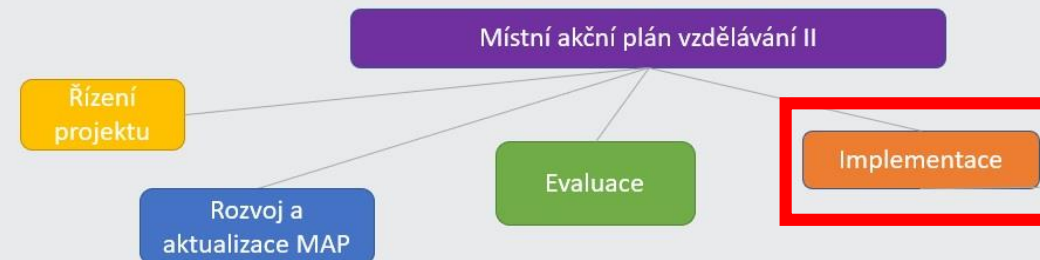 Místní akční plán vzdělávání II
Řízení
projektu
Rozvoj a
aktualizace MAP
Evaluace
Implementace